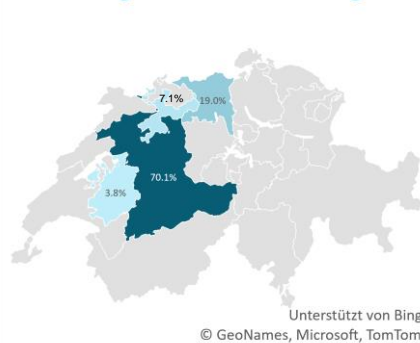 7.1%
19.0%
70.1%
3.8%
Unterstützt von Bing
© GeoNames, Microsoft, TomTom